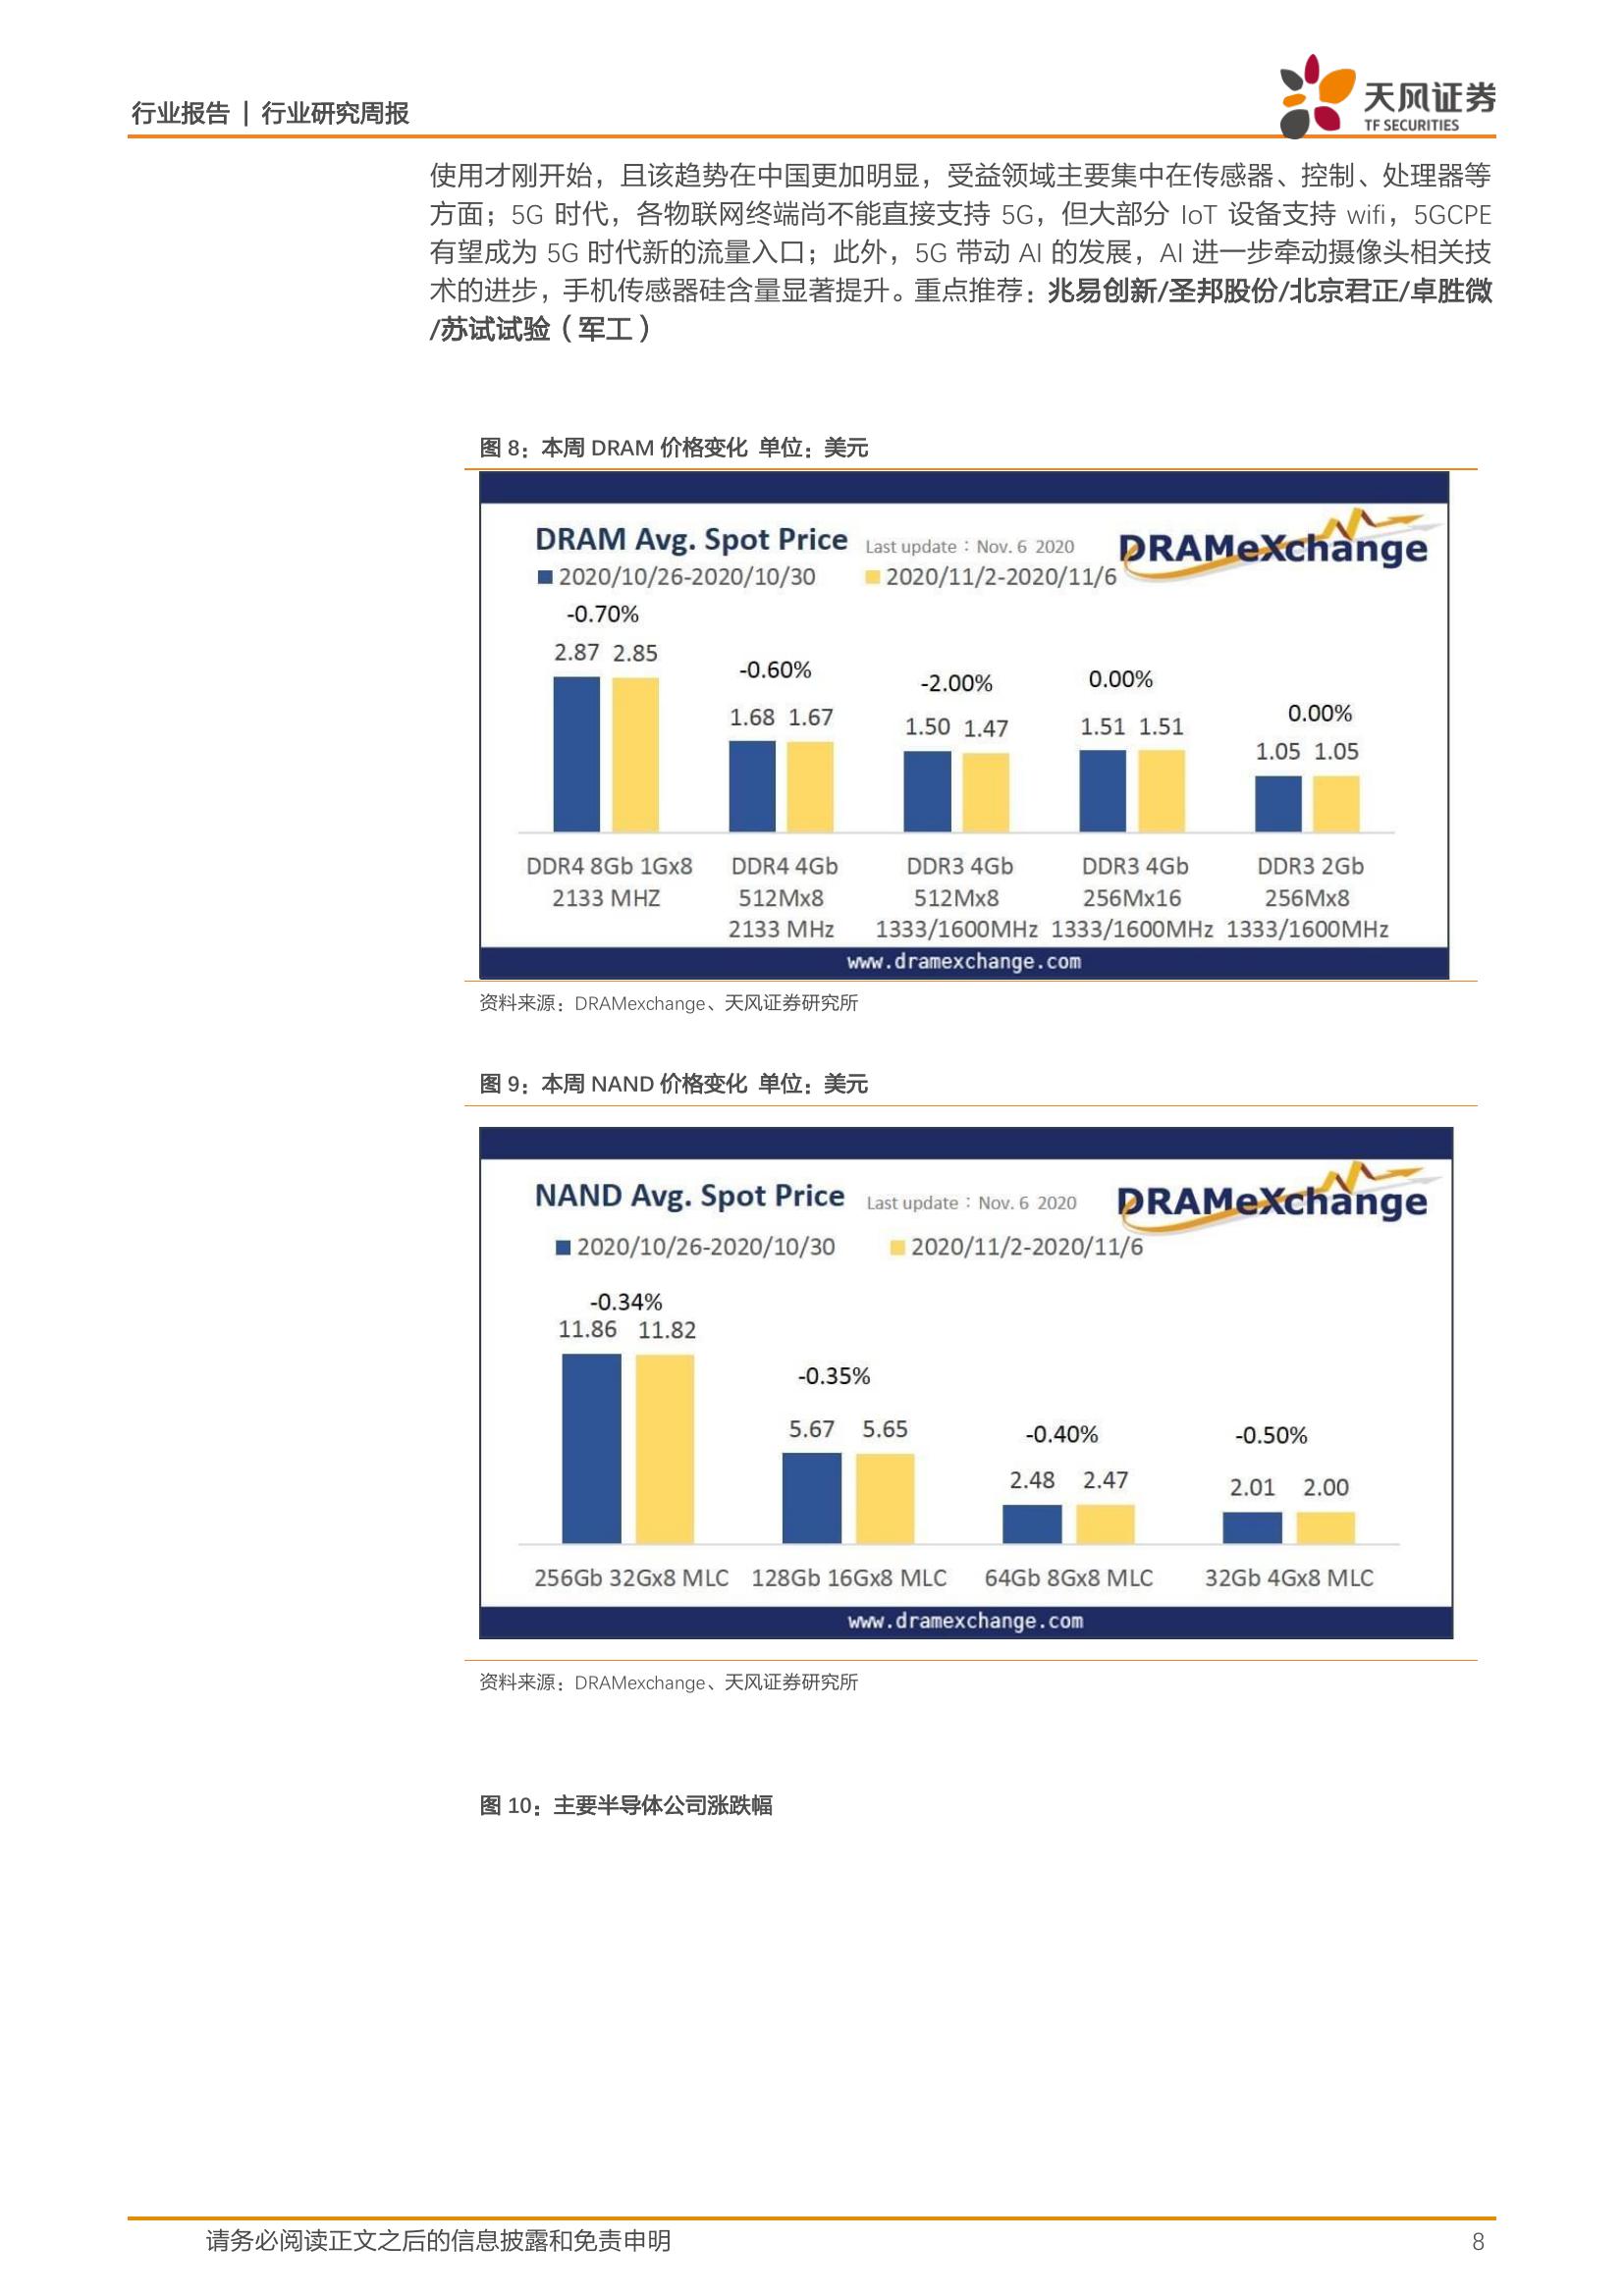 行业报告 | 行业研究周报
天风证券
TF SECURITIES
使用才刚开始，且该趋势在中国更加明显，受益领域主要集中在传感器、控制、处理器等
方面；5G 时代，各物联网终端尚不能直接支持 5G，但大部分 IoT 设备支持 wifi，5GCPE
有望成为 5G 时代新的流量入口；此外，5G 带动 AI 的发展，AI 进一步牵动摄像头相关技
术的进步，手机传感器硅含量显著提升。重点推荐：兆易创新/圣邦股份/北京君正/卓胜微
/苏试试验（军工）
图 8：本周 DRAM 价格变化 单位：美元
DRAM Avg. Spot Price Last update：Nov. 6 2020
DRAMeXchange
2020/10/26-2020/10/30 2020/11/2-2020/11/6
-0.70%
2.87 2.85
-0.60%
1.68 1.67
-2.00%
1.50 1.47
0.00%
1.51 1.51
0.00%
1.05 1.05
DDR4 8Gb 1Gx8
2133 MHZ
DDR4 4Gb
512Mx8
2133 MHz
DDR3 4Gb
512Mx8
1333/1600MHz
DDR3 4Gb
256Mx16
1333/1600MHz
DDR3 2Gb
256Mx8
1333/1600MHz
www.dramexchange.com
资料来源：DRAMexchange、天风证券研究所
图 9：本周 NAND 价格变化 单位：美元
NAND Avg. Spot Price Last update：Nov. 6 2020
DRAMeXchange
2020/10/26-2020/10/30 2020/11/2-2020/11/6
-0.34%
11.86 11.82
-0.35%
5.67 5.65
-0.40%
2.48 2.47
-0.50%
2.01 2.00
256Gb 32Gx8 MLC 128Gb 16Gx8 MLC 64Gb 8Gx8 MLC 32Gb 4Gx8 MLC
www.dramexchange.com
资料来源：DRAMexchange、天风证券研究所
图 10：主要半导体公司涨跌幅
请务必阅读正文之后的信息披露和免责申明 8